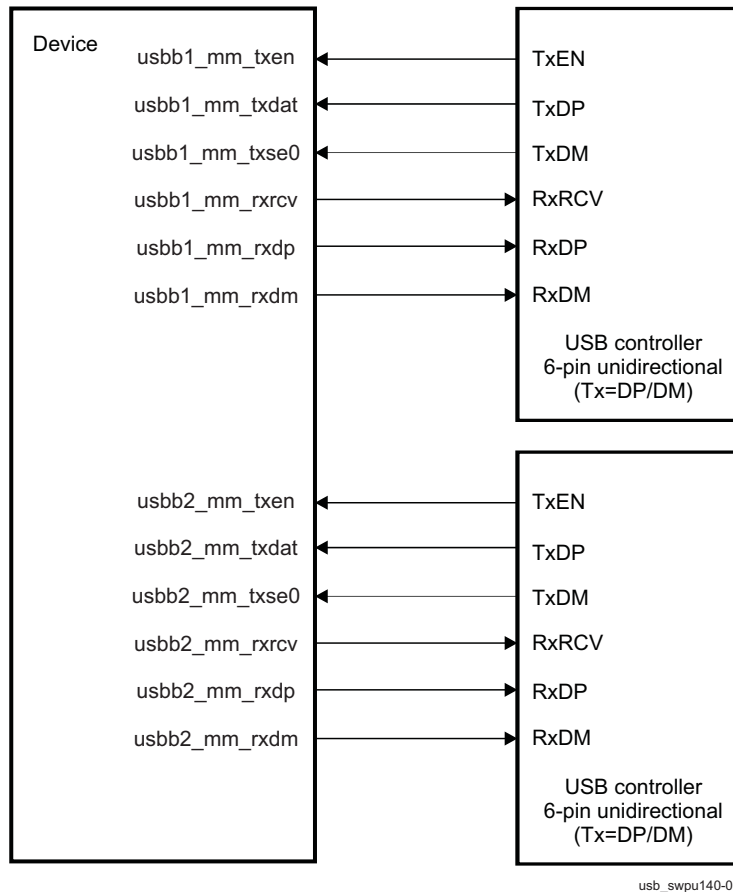 Device
usbb1_mm_txen TxEN
usbb1_mm_txdat TxDP
usbb1_mm_txse0 TxDM
usbb1_mm_rxrcv RxRCV
usbb1_mm_rxdp RxDP
usbb1_mm_rxdm RxDM
USB controller
6-pin unidirectional
(Tx=DP/DM)
usbb2_mm_txen TxEN
usbb2_mm_txdat TxDP
usbb2_mm_txse0 TxDM
usbb2_mm_rxrcv RxRCV
usbb2_mm_rxdp RxDP
usbb2_mm_rxdm RxDM
USB controller
6-pin unidirectional
(Tx=DP/DM)
usb_swpu140-0